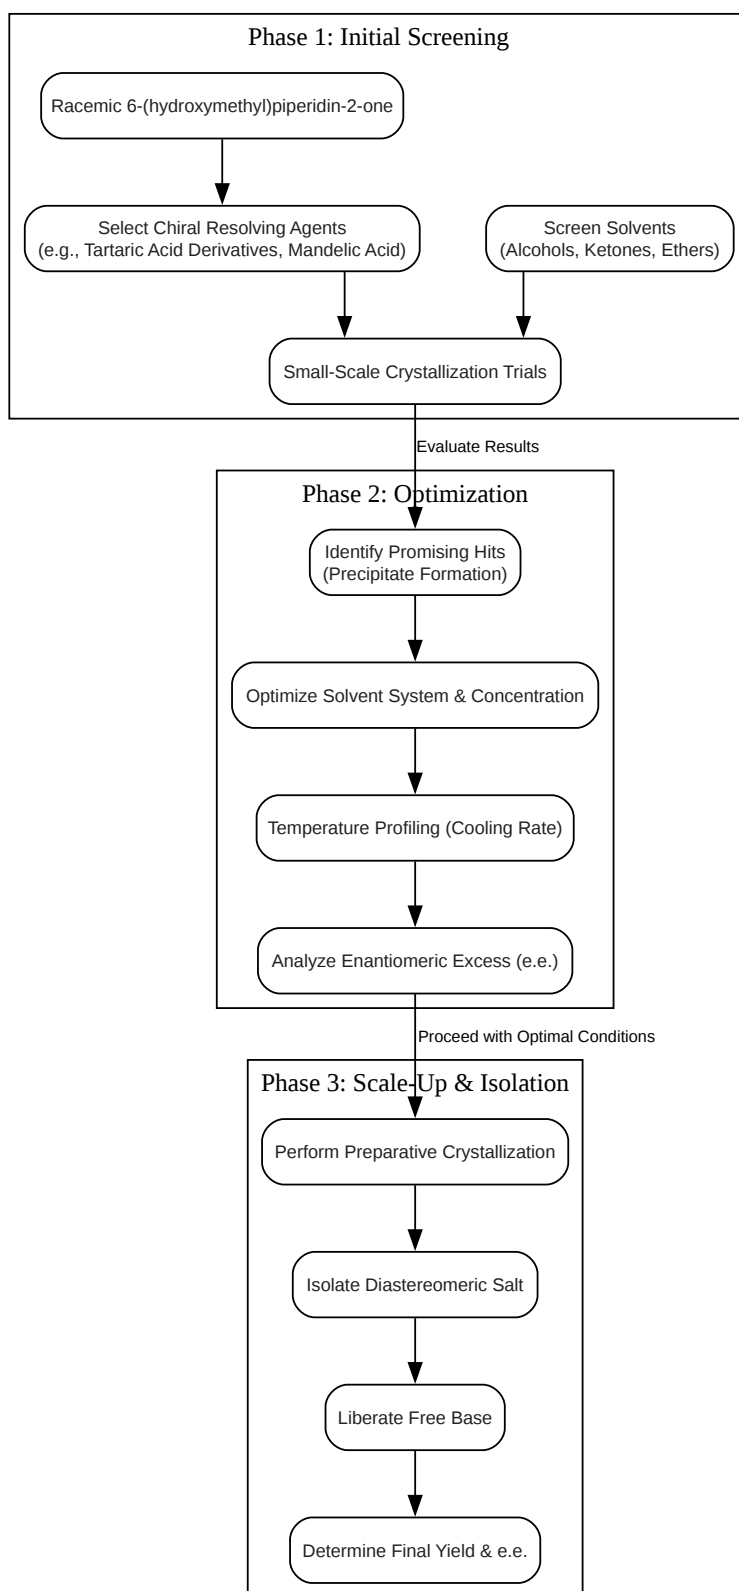 Phase 1: Initial Screening
Racemic 6-(hydroxymethyl)piperidin-2-one
Select Chiral Resolving Agents
(e.g., Tartaric Acid Derivatives, Mandelic Acid)
Screen Solvents
(Alcohols, Ketones, Ethers)
Small-Scale Crystallization Trials
Evaluate Results
Phase 2: Optimization
Identify Promising Hits
(Precipitate Formation)
Optimize Solvent System & Concentration
Temperature Profiling (Cooling Rate)
Analyze Enantiomeric Excess (e.e.)
Proceed with Optimal Conditions
Phase 3: Scale-Up & Isolation
Perform Preparative Crystallization
Isolate Diastereomeric Salt
Liberate Free Base
Determine Final Yield & e.e.